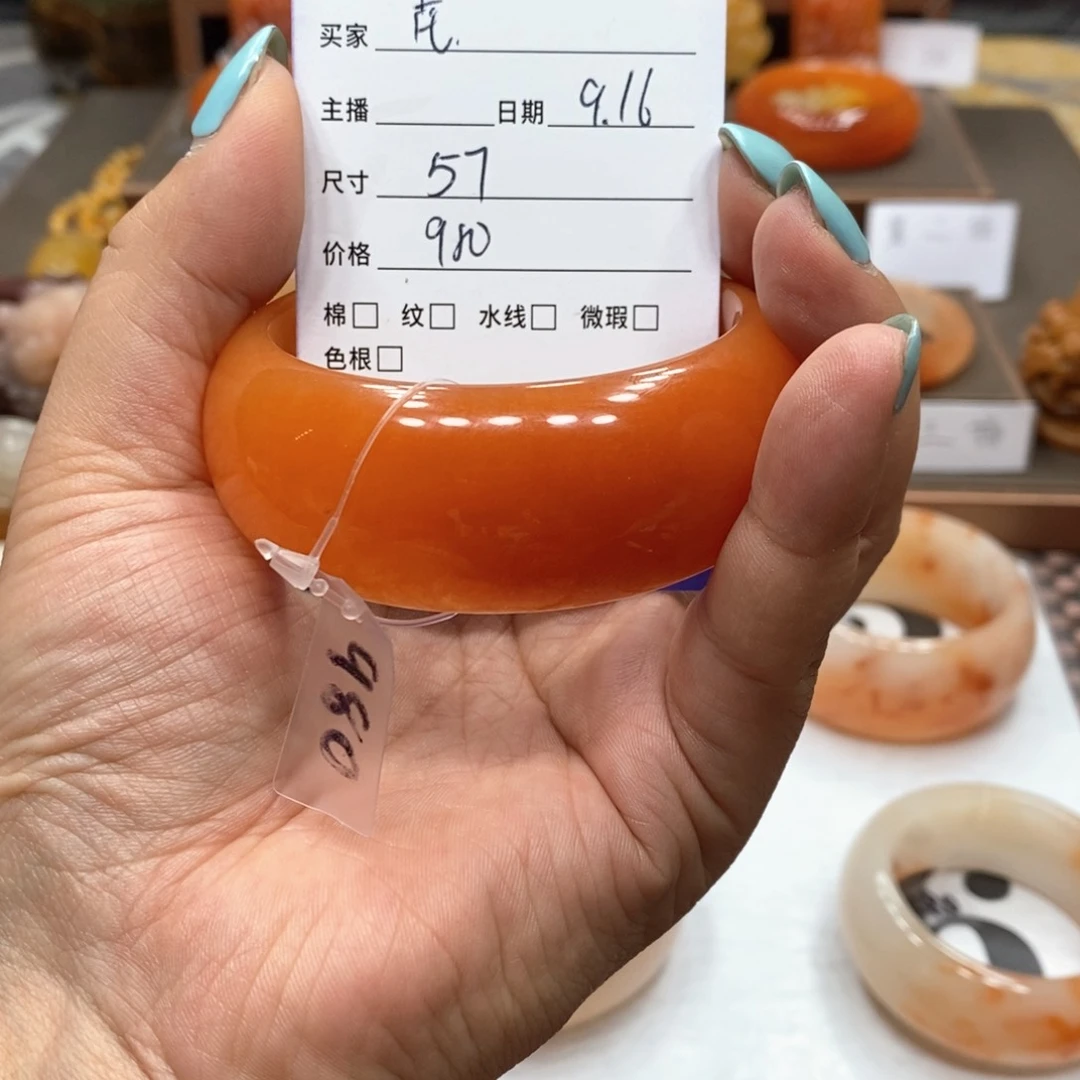 买家
主播 日期 9.16
尺寸 57
价格 980
棉□ 纹□ 水线□ 微瑕□
色根□
980